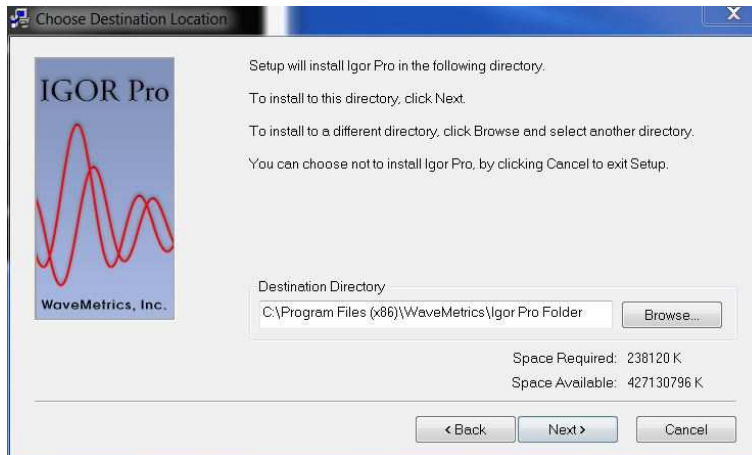 Choose Destination Location
X
IGOR Pro
WaveMetrics, Inc.
Setup will install Igor Pro in the following directory.
To install to this directory, click Next.
To install to a different directory, click Browse and select another directory.
You can choose not to install Igor Pro, by clicking Cancel to exit Setup.
Destination Directory
C:\Program Files (x86)\WaveMetrics\Igor Pro Folder
Browse...
Space Required: 238120 K
Space Available: 427130796 K
< Back
Next >
Cancel